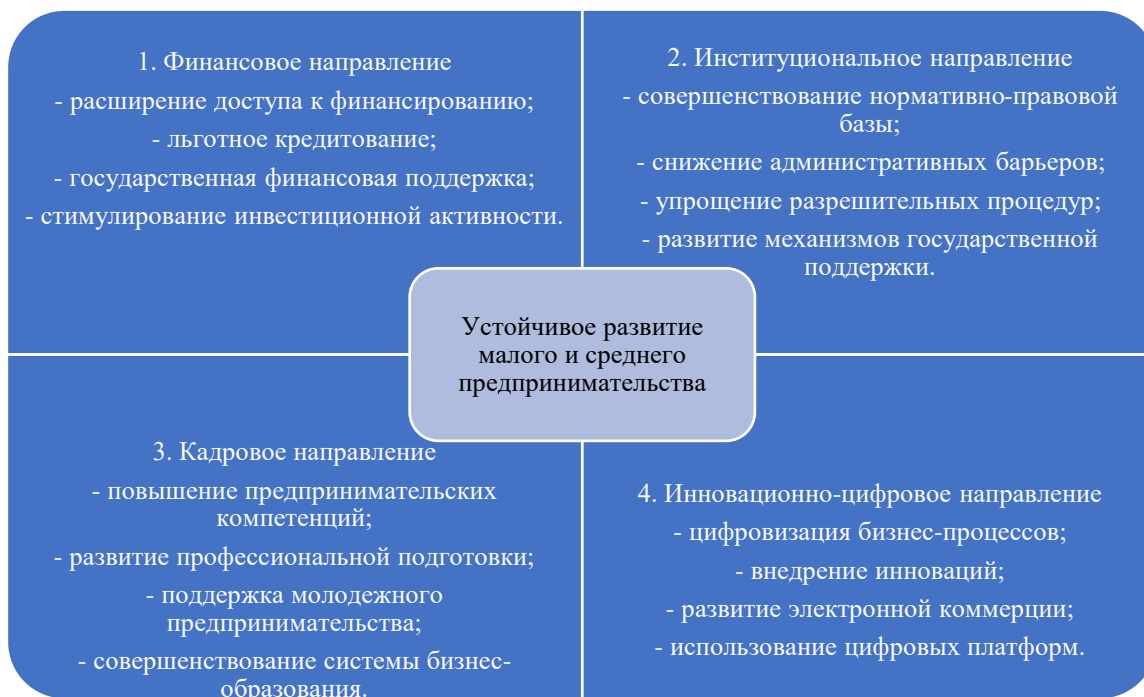 1. Финансовое направление
- расширение доступа к финансированию;
- льготное кредитование;
- государственная финансовая поддержка;
- стимулирование инвестиционной активности.
2. Институциональное направление
- совершенствование нормативно-правовой
базы;
- снижение административных барьеров;
- упрощение разрешительных процедур;
- развитие механизмов государственной
поддержки.
Устойчивое развитие
малого и среднего
предпринимательства
3. Кадровое направление
- повышение предпринимательских
компетенций;
- развитие профессиональной подготовки;
- поддержка молодежного
предпринимательства;
- совершенствование системы бизнес-
образования.
4. Инновационно-цифровое направление
- цифровизация бизнес-процессов;
- внедрение инноваций;
- развитие электронной коммерции;
- использование цифровых платформ.